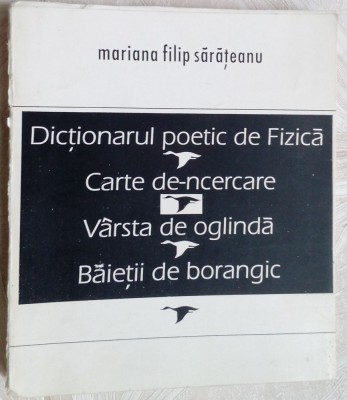 mariana filip sărățeanu
Dicționarul poetic de Fizică
Carte de-ncercare
Vârsta de oglindă
Băieții de borangic